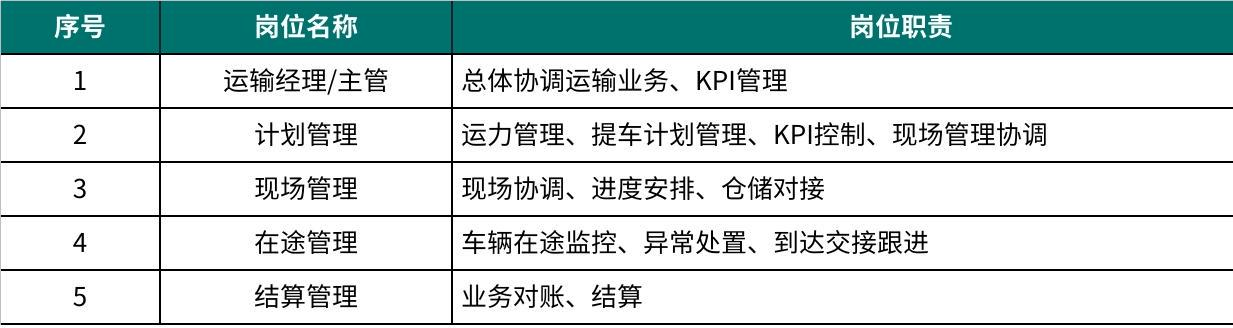 序号 岗位名称 岗位职责
1 运输经理/主管 总体协调运输业务、KPI管理
2 计划管理 运力管理、提车计划管理、KPI控制、现场管理协调
3 现场管理 现场协调、进度安排、仓储对接
4 在途管理 车辆在途监控、异常处置、到达交接跟进
5 结算管理 业务对账、结算